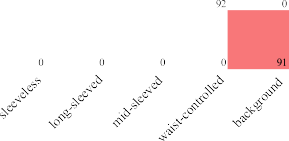 92 0
0 0 0 0 91
sleeveless long-sleeved mid-sleeved waist-controlled background